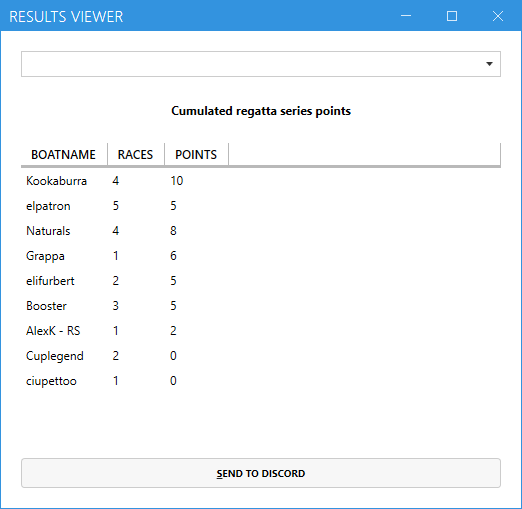 RESULTS VIEWER
Cumulated regatta series points
BOATNAME RACES POINTS
Kookaburra 4 10
elpatron 5 5
Naturals 4 8
Grappa 1 6
elifurbert 2 5
Booster 3 5
AlexK - RS 1 2
Cuplegend 2 0
ciupettoo 1 0
SEND TO DISCORD